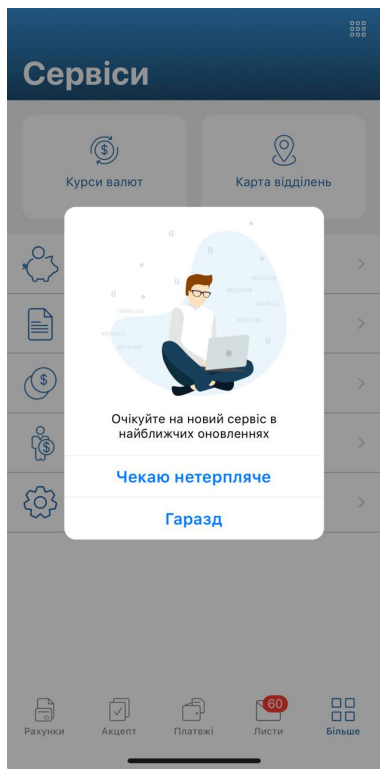 Сервіси
Курси валют
Карта відділень
Очікуйте на новий сервіс в
найближчих оновленнях
Чекаю нетерпляче
Гаразд
60
Рахунки
Акцепт
Платежі
Листи
Більше